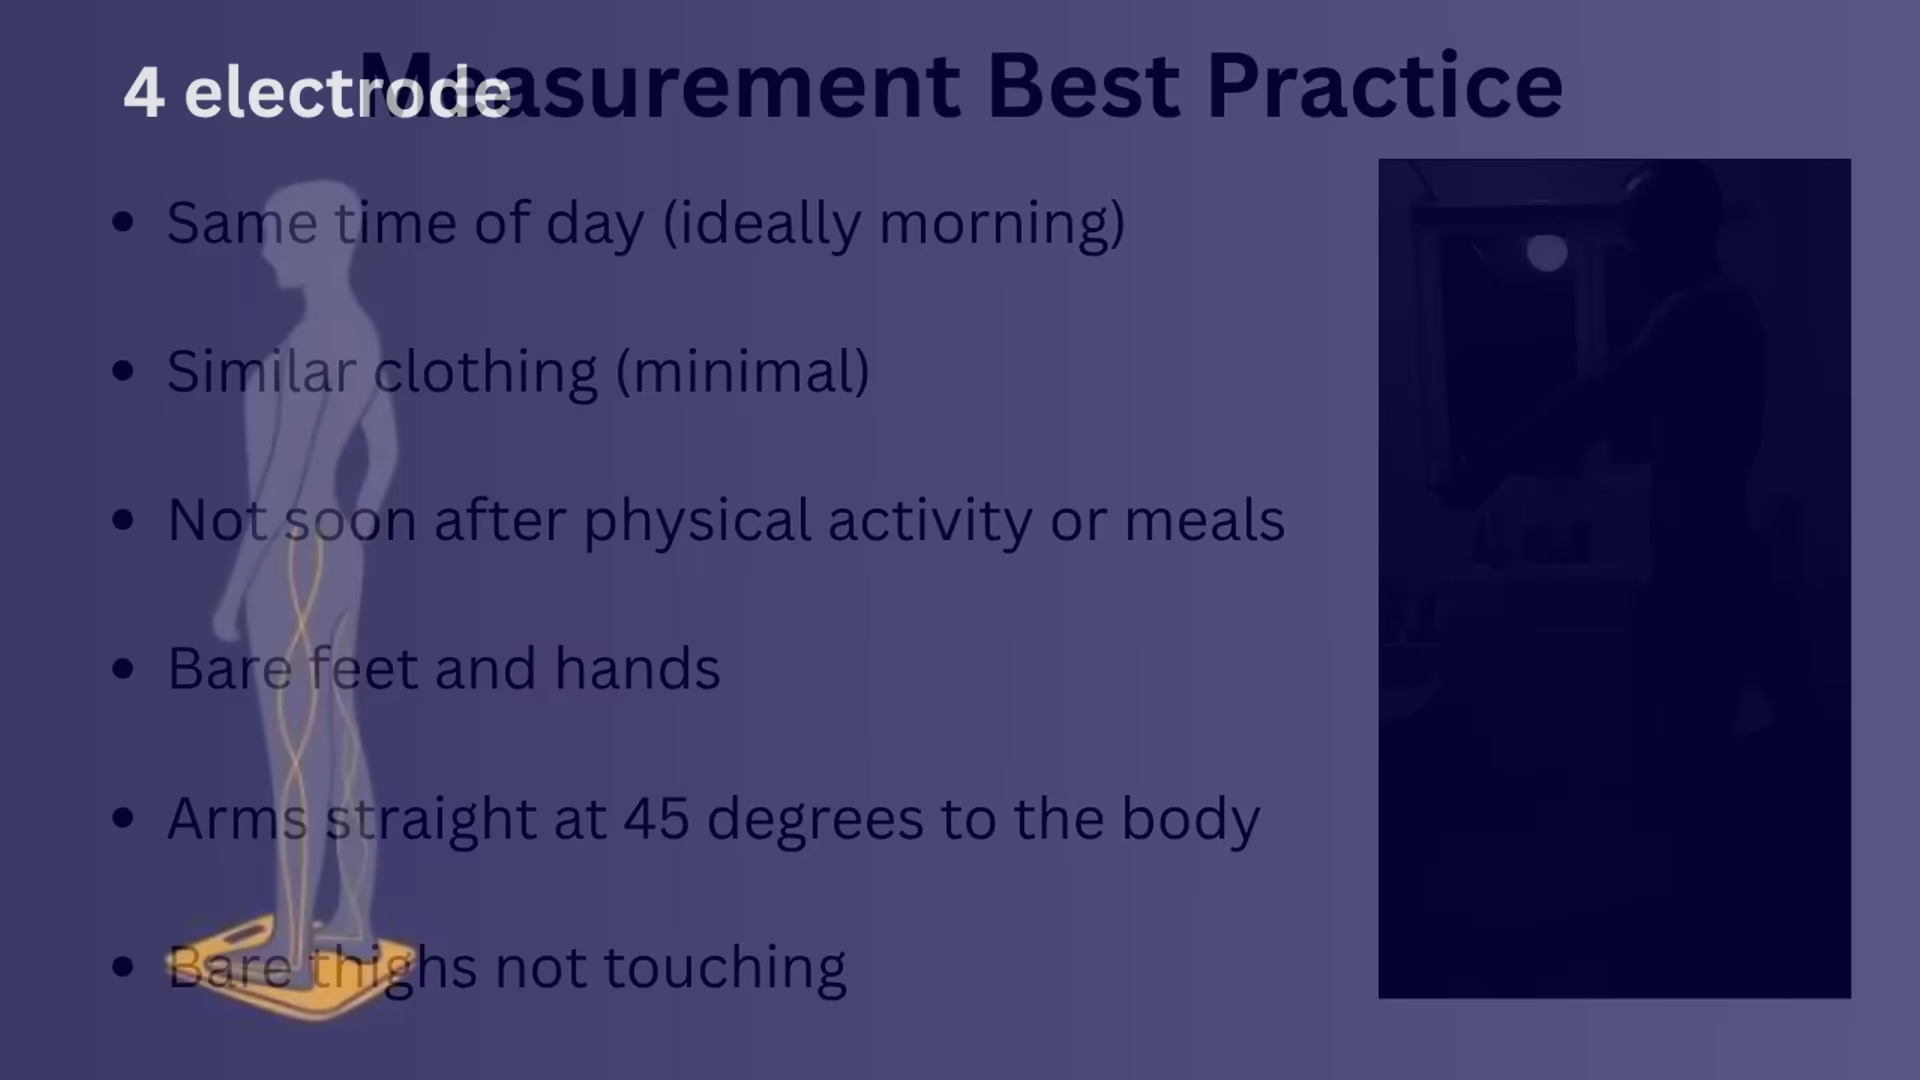 4 electrode
Measurement Best Practice
• Same time of day (ideally morning)
• Similar clothing (minimal)
• Not soon after physical activity or meals
• Bare feet and hands
• Arms straight at 45 degrees to the body
• Bare thighs not touching